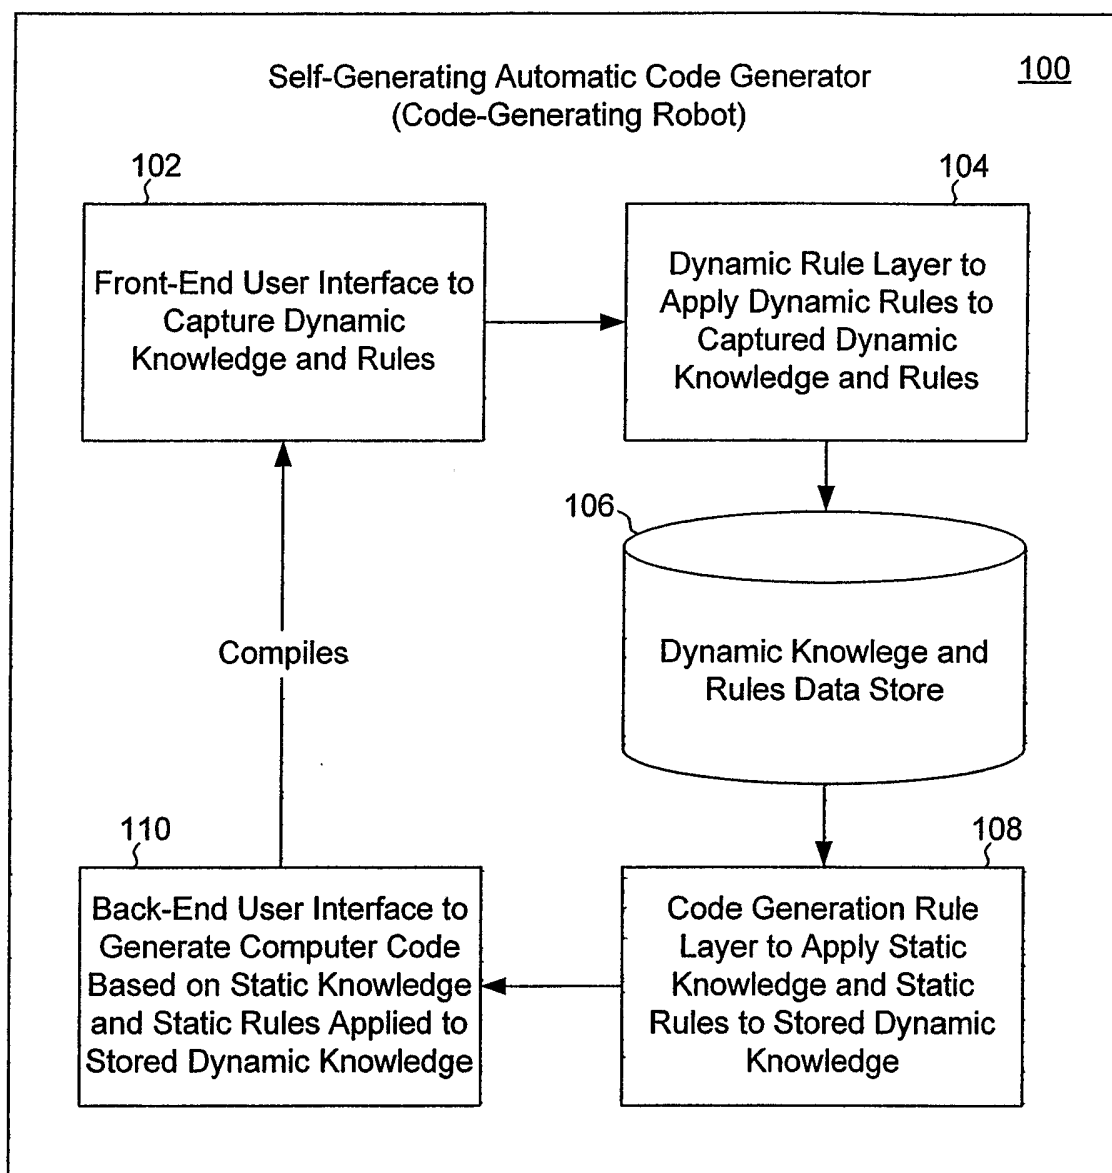 100
Self-Generating Automatic Code Generator
(Code-Generating Robot)
102
Front-End User Interface to
Capture Dynamic
Knowledge and Rules
104
Dynamic Rule Layer to
Apply Dynamic Rules to
Captured Dynamic
Knowledge and Rules
106
Dynamic Knowlege and
Rules Data Store
Compiles
110
Back-End User Interface to
Generate Computer Code
Based on Static Knowledge
and Static Rules Applied to
Stored Dynamic Knowledge
108
Code Generation Rule
Layer to Apply Static
Knowledge and Static
Rules to Stored Dynamic
Knowledge